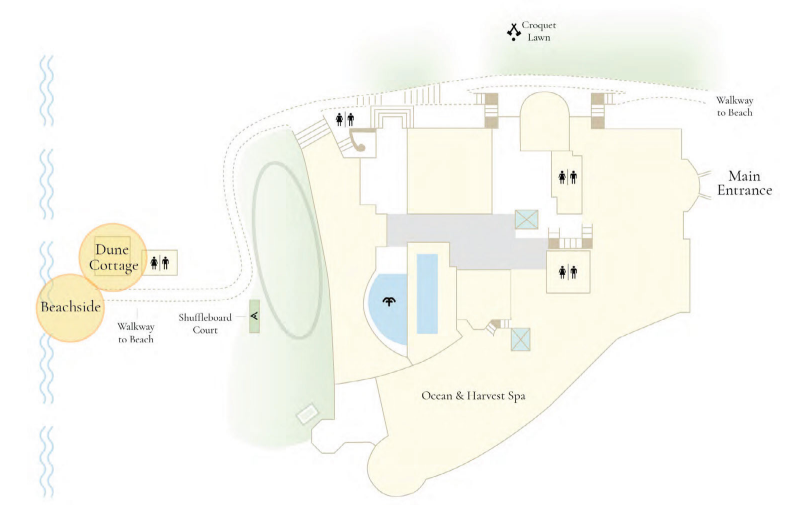 Croquet
Lawn
Walkway
to Beach
Main
Entrance
Dune
Cottage
Beachside
Walkway
to Beach
Shuffleboard
Court
A
Ocean & Harvest Spa